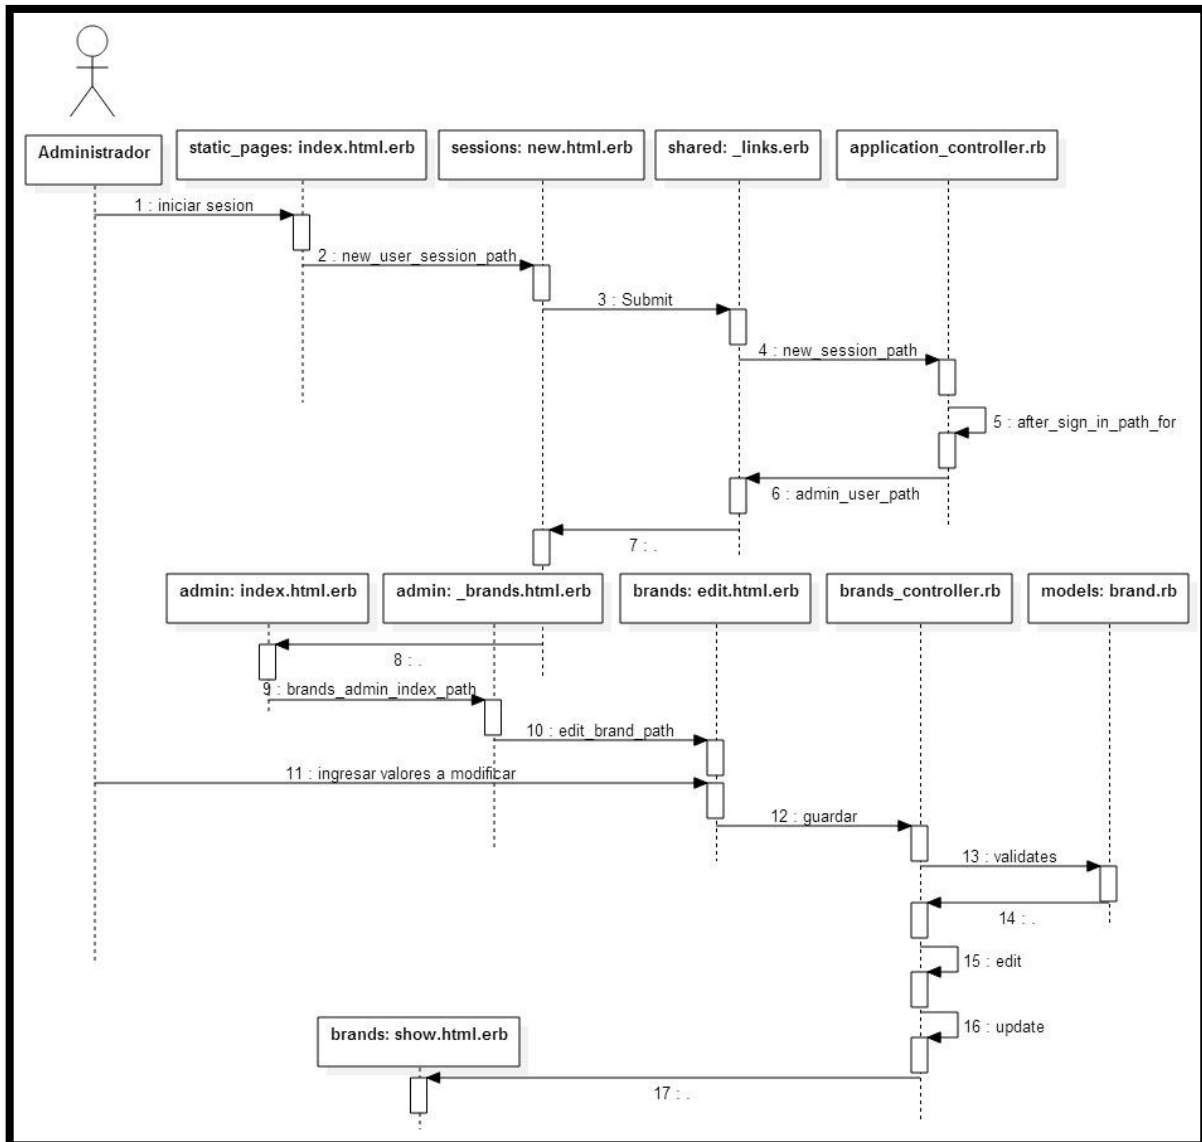 Administrador
static_pages: index.html.erb
sessions: new.html.erb
shared: _links.erb
application_controller.rb
1 : iniciar sesion
2 : new_user_session_path
3 : Submit
4 : new_session_path
5 : after_sign_in_path_for
6 : admin_user_path
7 : .
admin: index.html.erb
admin: _brands.html.erb
brands: edit.html.erb
brands_controller.rb
models: brand.rb
8 : .
9 : brands_admin_index_path
10 : edit_brand_path
11 : ingresar valores a modificar
12 : guardar
13 : validates
14 : .
15 : edit
16 : update
brands: show.html.erb
17 : .